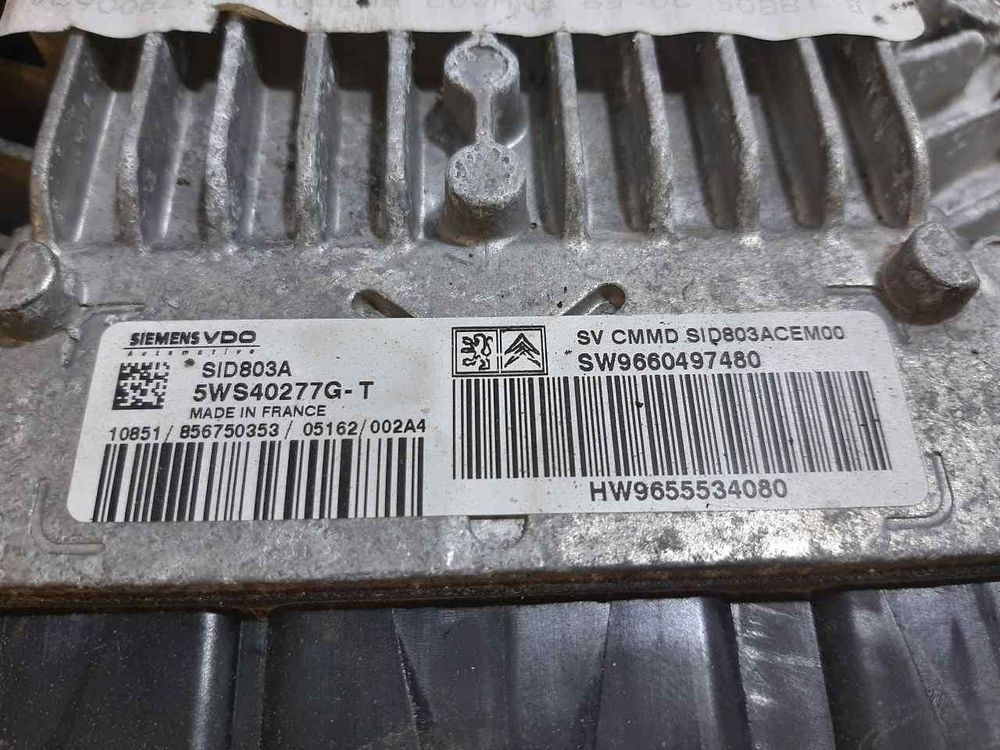 SIEMENS VDO
Automotive
SID803A
5WS40277G-T
MADE IN FRANCE
10851/856750353/05162/002A4
SV CMMD SID803ACEM00
SW9660497480
HW9655534080